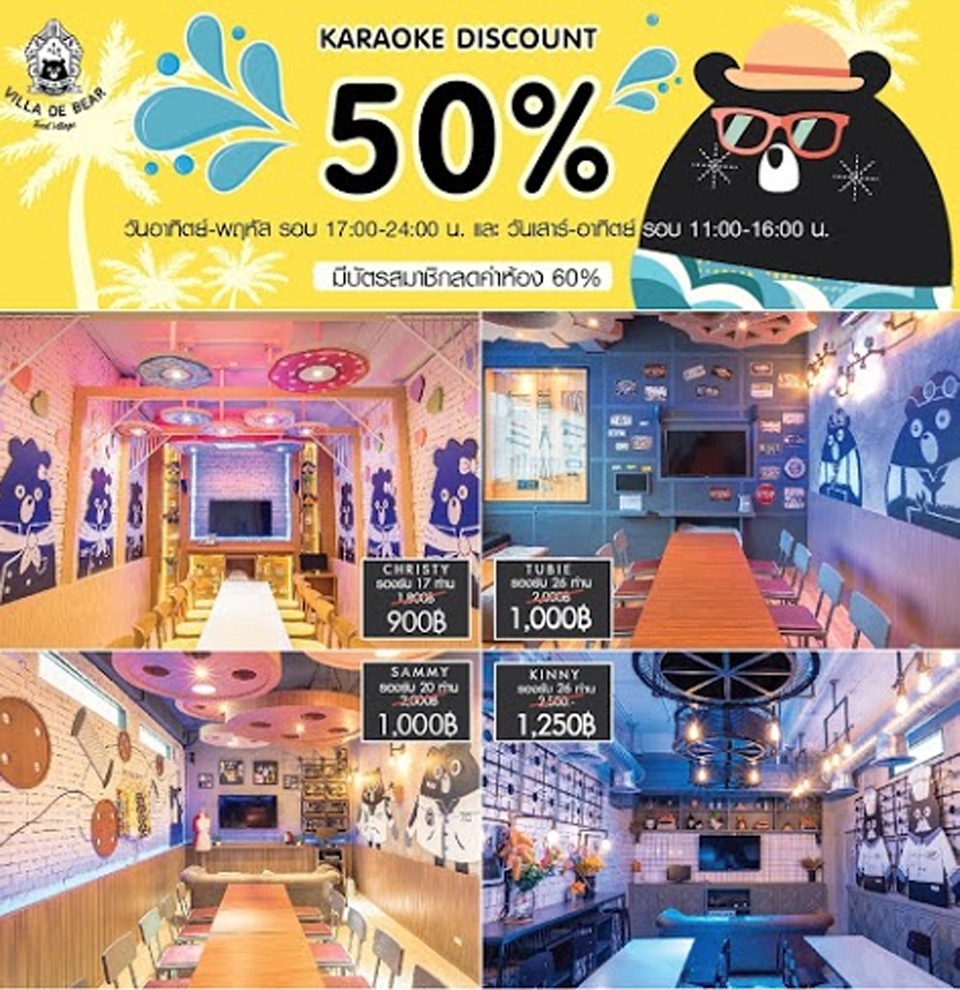 VILLA DE BEAR
food village
KARAOKE DISCOUNT
50%
วันอาทิตย์-พฤหัส รอบ 17:00-24:00 น. และ วันเสาร์-อาทิตย์ รอบ 11:00-16:00 น.
มีบัตรสมาชิกลดค่าห้อง 60%
CHRISTY
รองรับ 17 ท่าน
1,800฿
900฿
TUBIE
รองรับ 26 ท่าน
2,000฿
1,000฿
SAMMY
รองรับ 20 ท่าน
2,000฿
1,000฿
KINNY
รองรับ 26 ท่าน
2,500.-
1,250฿
STOP